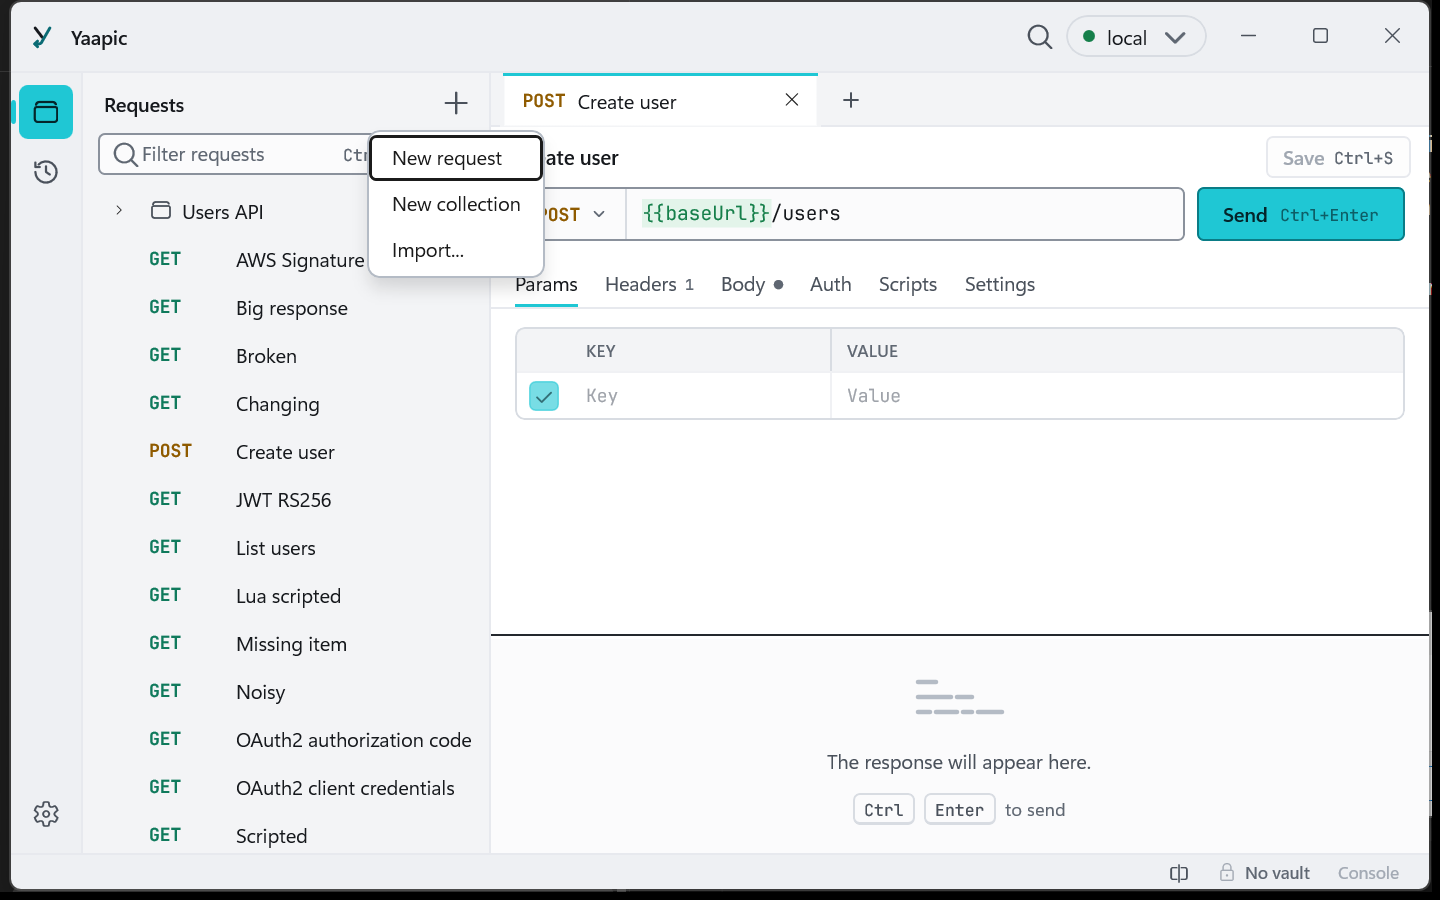 Yaapic
local
Requests
POST Create user
Filter requests
New request
New collection
Import...
Save Ctrl+S
POST
{{baseUrl}}/users
Send Ctrl+Enter
Users API
GET AWS Signature
GET Big response
GET Broken
GET Changing
POST Create user
GET JWT RS256
GET List users
GET Lua scripted
GET Missing item
GET Noisy
GET OAuth2 authorization code
GET OAuth2 client credentials
GET Scripted
Params Headers 1 Body Auth Scripts Settings
KEY VALUE
Key Value
The response will appear here.
Ctrl Enter to send
No vault Console